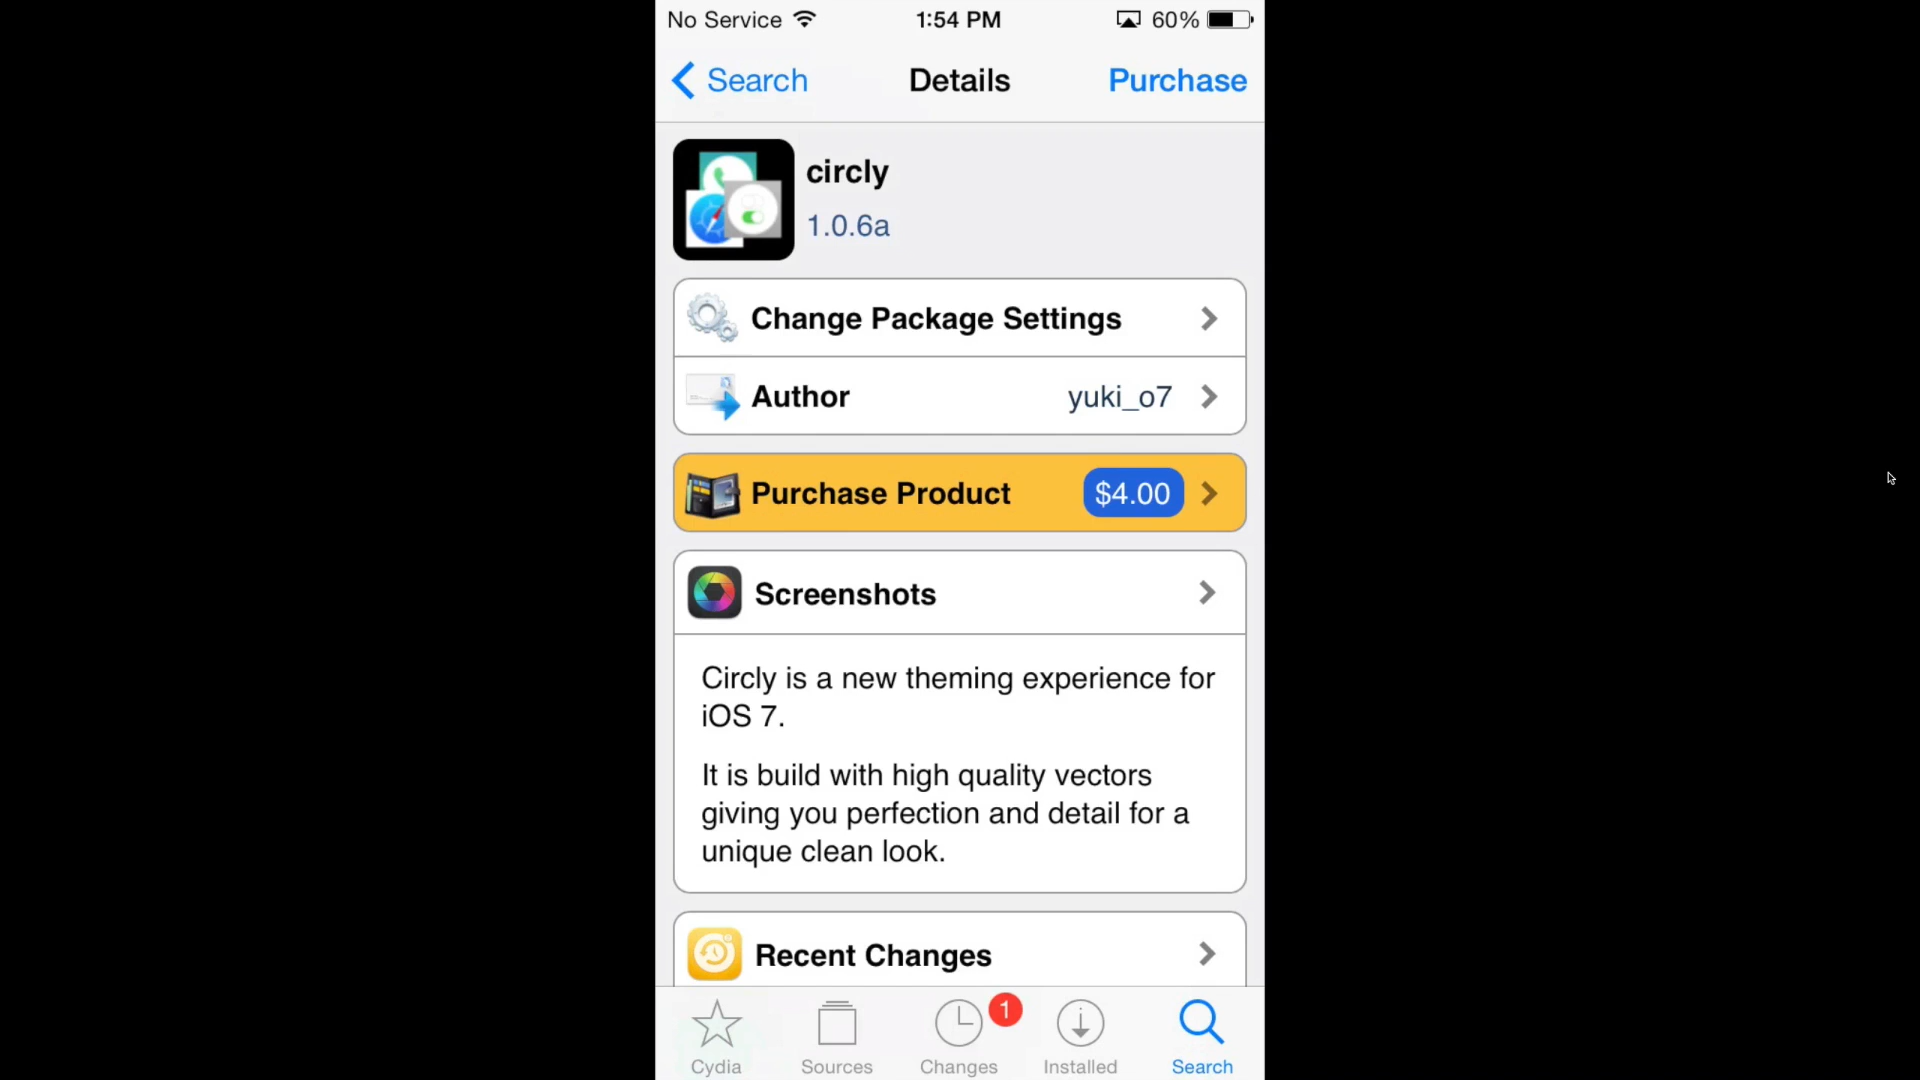 No Service 1:54 PM 60%
Search Details Purchase
circly
1.0.6a
Change Package Settings
Author yuki_o7
Purchase Product $4.00
Screenshots
Circly is a new theming experience for
iOS 7.
It is build with high quality vectors
giving you perfection and detail for a
unique clean look.
Recent Changes
1
Cydia Sources Changes Installed Search